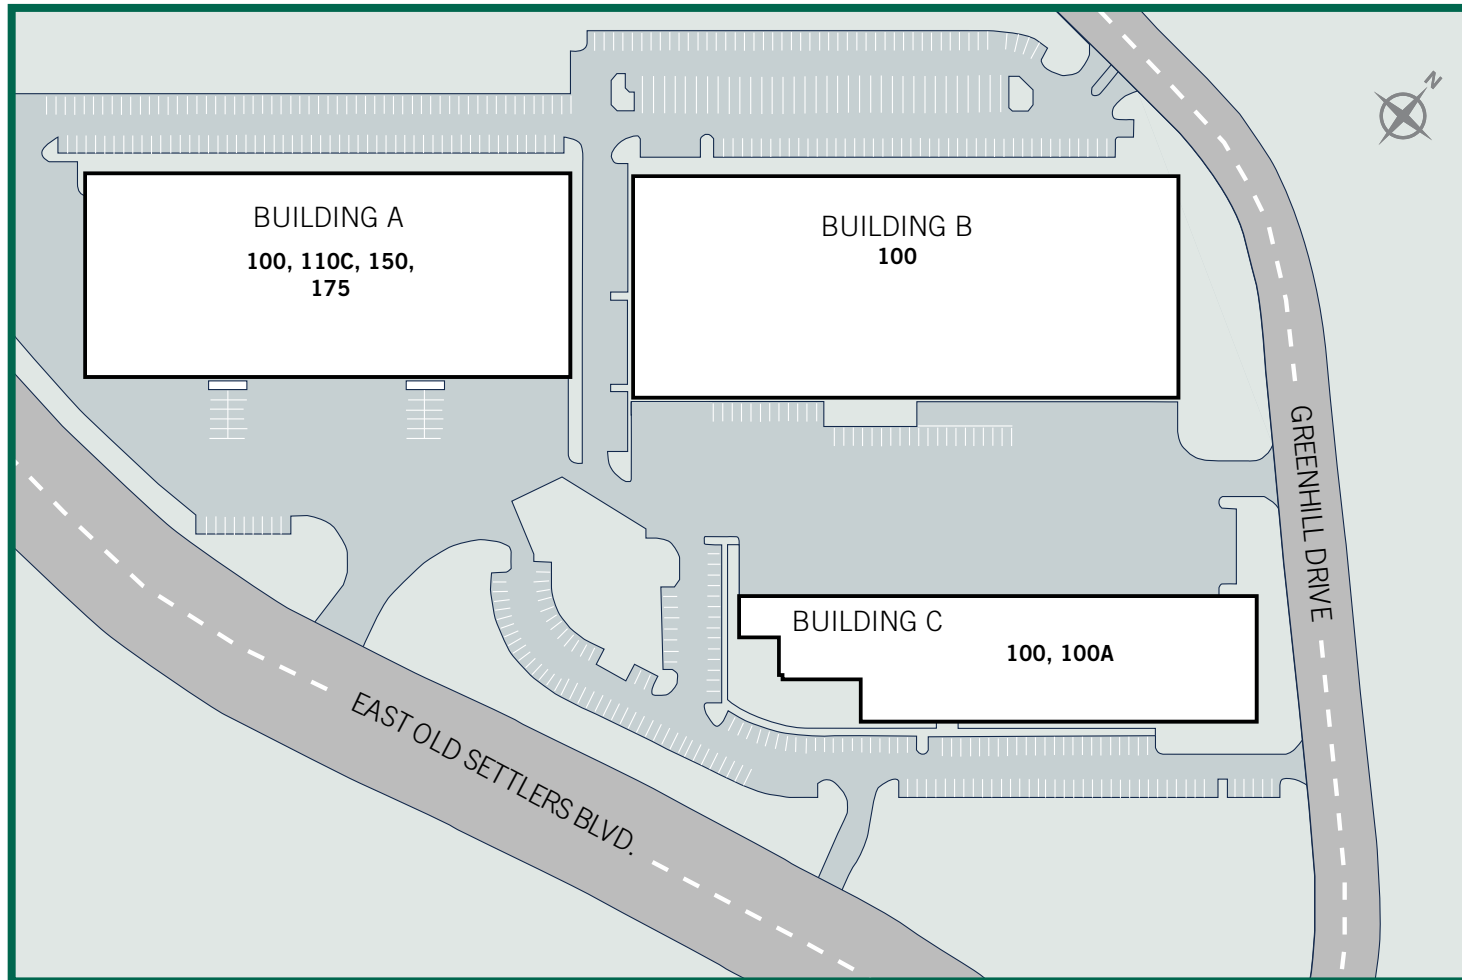 N
BUILDING A
100, 110C, 150,
175
BUILDING B
100
GREENHILL DRIVE
BUILDING C
100, 100A
EAST OLD SETTLERS BLVD.